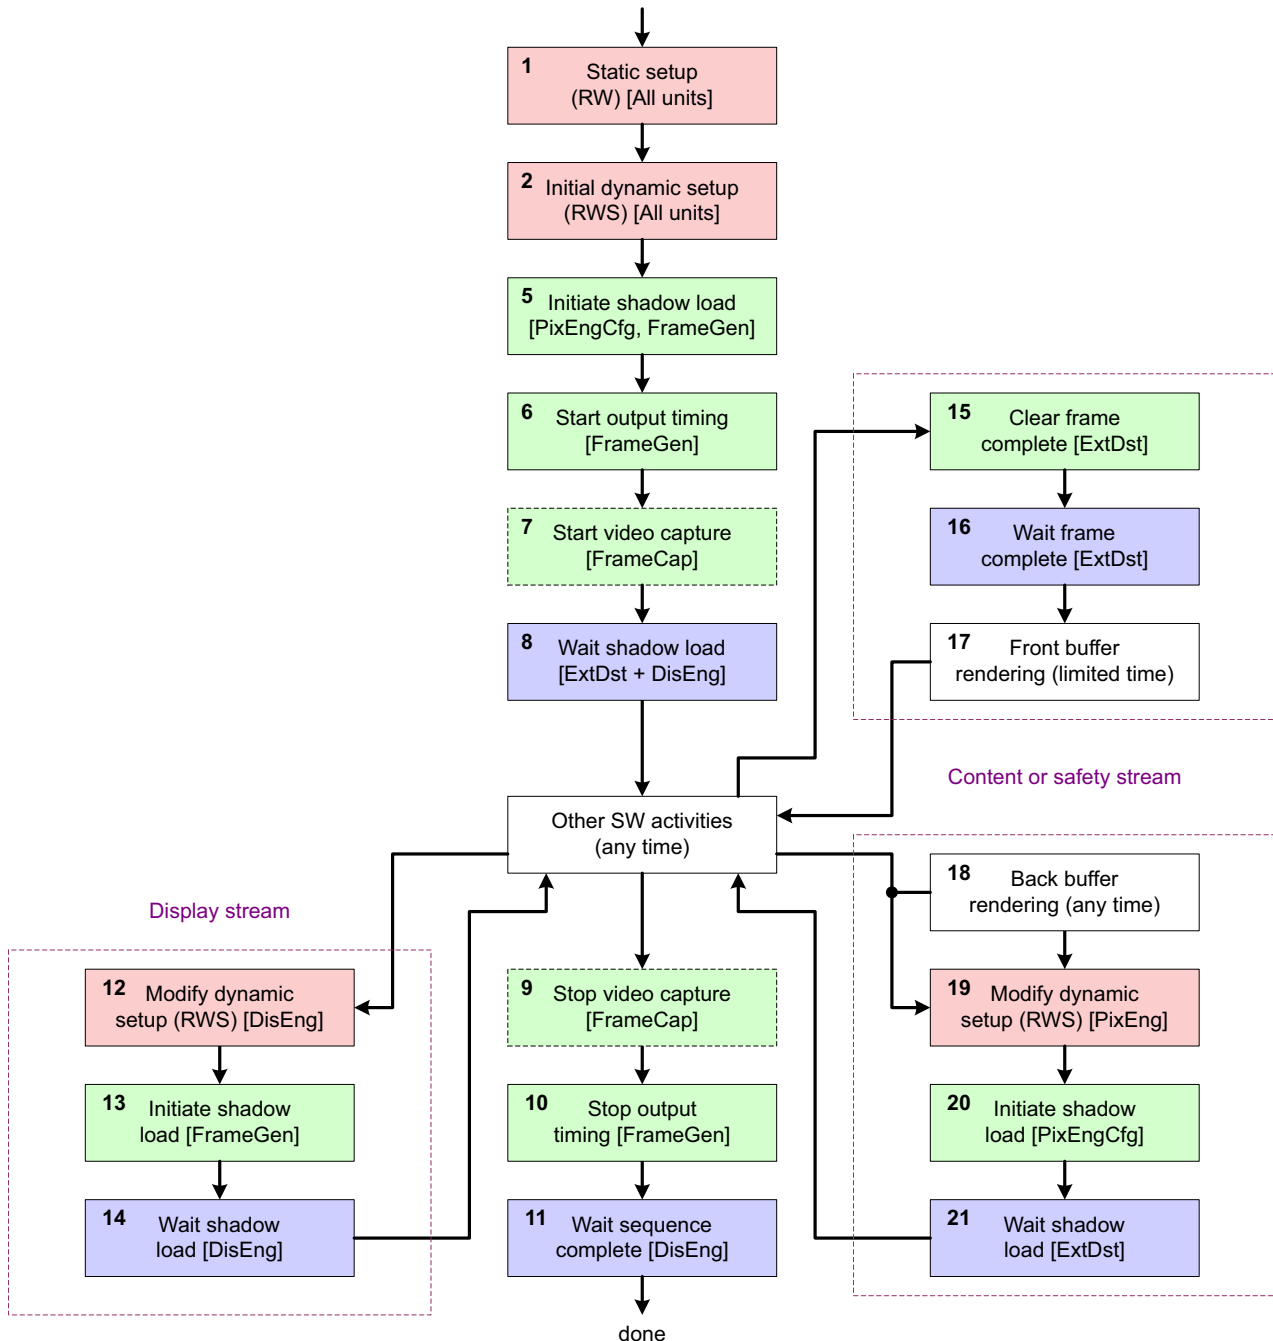 1
Static setup
(RW) [All units]
2
Initial dynamic setup
(RWS) [All units]
5
Initiate shadow load
[PixEngCfg, FrameGen]
6
Start output timing
[FrameGen]
7
Start video capture
[FrameCap]
8
Wait shadow load
[ExtDst + DisEng]
15
Clear frame
complete [ExtDst]
16
Wait frame
complete [ExtDst]
17
Front buffer
rendering (limited time)
Content or safety stream
Other SW activities
(any time)
Display stream
12
Modify dynamic
setup (RWS) [DisEng]
13
Initiate shadow
load [FrameGen]
14
Wait shadow
load [DisEng]
9
Stop video capture
[FrameCap]
10
Stop output
timing [FrameGen]
11
Wait sequence
complete [DisEng]
done
18
Back buffer
rendering (any time)
19
Modify dynamic
setup (RWS) [PixEng]
20
Initiate shadow
load [PixEngCfg]
21
Wait shadow
load [ExtDst]